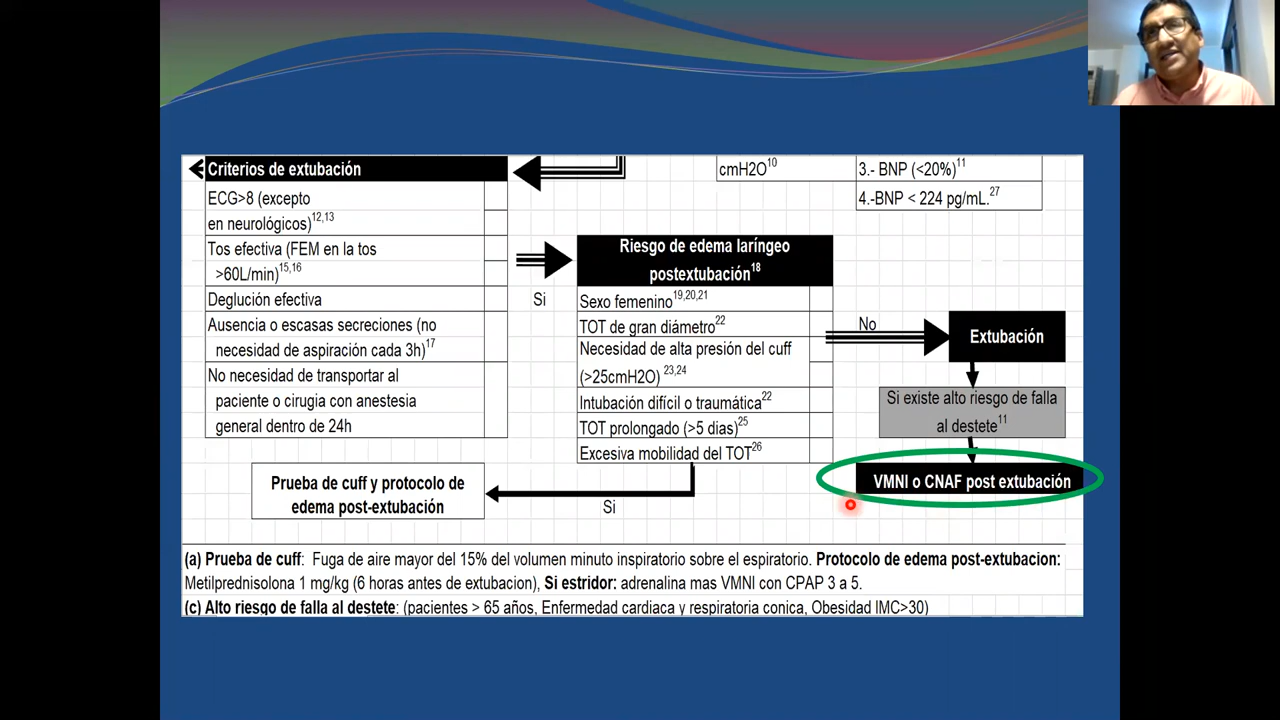 Criterios de extubación
ECG>8 (excepto
en neurológicos)12,13
Tos efectiva (FEM en la tos
>60L/min)15,16
Deglución efectiva
Ausencia o escasas secreciones (no
necesidad de aspiración cada 3h)17
No necesidad de transportar al
paciente o cirugia con anestesia
general dentro de 24h
Si
cmH2O10
3.- BNP (<20%)11
4.-BNP < 224 pg/mL.27
Riesgo de edema laríngeo
postextubación18
Sexo femenino19,20,21
TOT de gran diámetro22
Necesidad de alta presión del cuff
(>25cmH2O) 23,24
Intubación difícil o traumática22
TOT prolongado (>5 dias)25
Excesiva mobilidad del TOT26
No
Extubación
Si existe alto riesgo de falla
al destete11
VMNI o CNAF post extubación
Si
Prueba de cuff y protocolo de
edema post-extubación
(a) Prueba de cuff: Fuga de aire mayor del 15% del volumen minuto inspiratorio sobre el espiratorio. Protocolo de edema post-extubacion:
Metilprednisolona 1 mg/kg (6 horas antes de extubacion), Si estridor: adrenalina mas VMNI con CPAP 3 a 5.
(c) Alto riesgo de falla al destete: (pacientes > 65 años, Enfermedad cardiaca y respiratoria conica, Obesidad IMC>30)